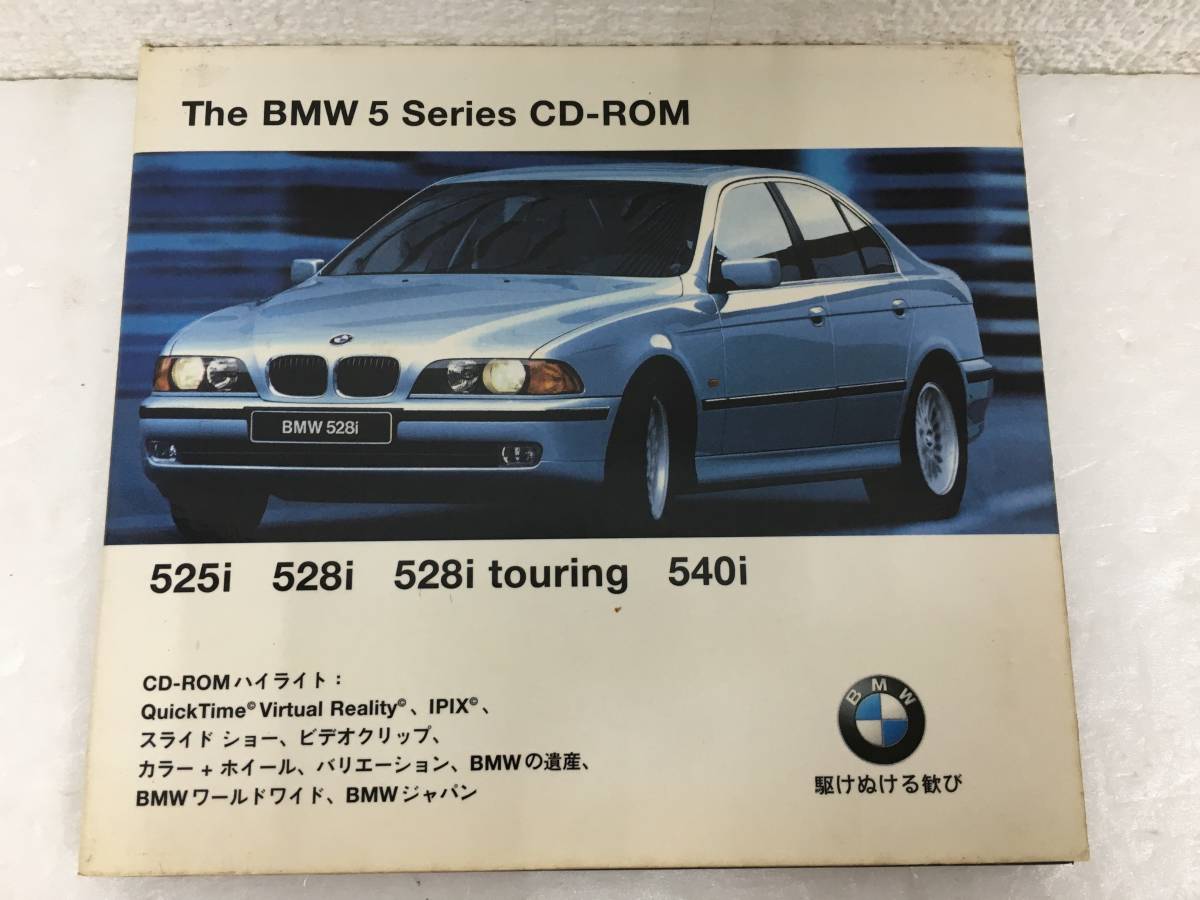 The BMW 5 Series CD-ROM
BMW 528i
525i 528i 528i touring 540i
CD-ROMハイライト：
QuickTime© Virtual Reality©、IPIX©、
スライド ショー、ビデオクリップ、
カラー + ホイール、バリエーション、BMWの遺産、
BMWワールドワイド、BMWジャパン
BMW
駆けぬける歓び